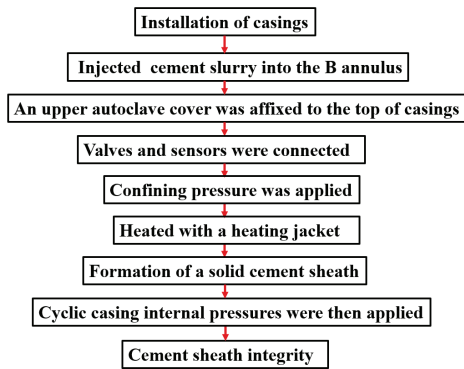 Installation of casings
Injected cement slurry into the B annulus
An upper autoclave cover was affixed to the top of casings
Valves and sensors were connected
Confining pressure was applied
Heated with a heating jacket
Formation of a solid cement sheath
Cyclic casing internal pressures were then applied
Cement sheath integrity